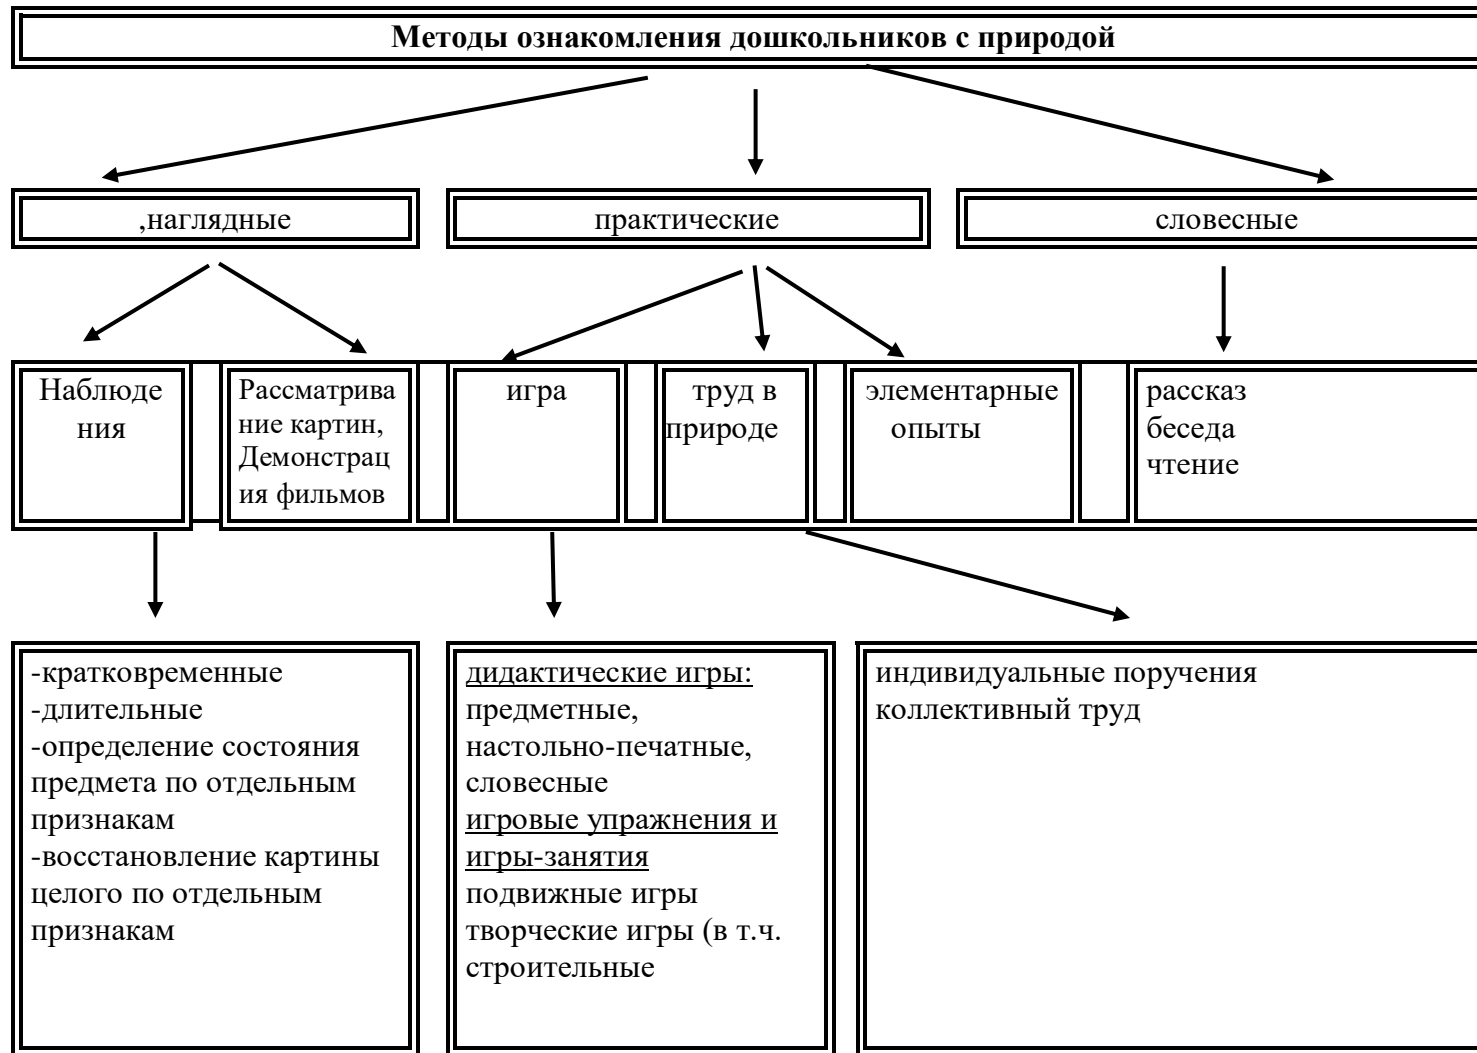 Методы ознакомления дошкольников с природой
,наглядные
практические
словесные
Наблюде
ния
Рассматрива
ние картин,
Демонстрац
ия фильмов
игра
труд в
природе
элементарные
опыты
рассказ
беседа
чтение
-кратковременные
-длительные
-определение состояния
предмета по отдельным
признакам
-восстановление картины
целого по отдельным
признакам
дидактические игры:
предметные,
настольно-печатные,
словесные
игровые упражнения и
игры-занятия
подвижные игры
творческие игры (в т.ч.
строительные
индивидуальные поручения
коллективный труд